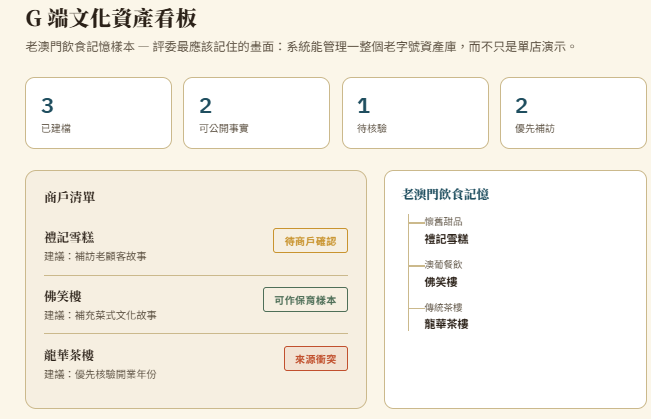 G 端文化資產看板
老澳門飲食記憶樣本 — 評委最應該記住的畫面：系統能管理一整個老字號資產庫，而不只是單店演示。
3
已建檔
2
可公開事實
1
待核驗
2
優先補訪
商戶清單
禮記雪糕
建議：補訪老顧客故事
待商戶確認
佛笑樓
建議：補充菜式文化故事
可作保育樣本
龍華茶樓
建議：優先核驗開業年份
來源衝突
老澳門飲食記憶
懷舊甜品
禮記雪糕
澳葡餐飲
佛笑樓
傳統茶樓
龍華茶樓